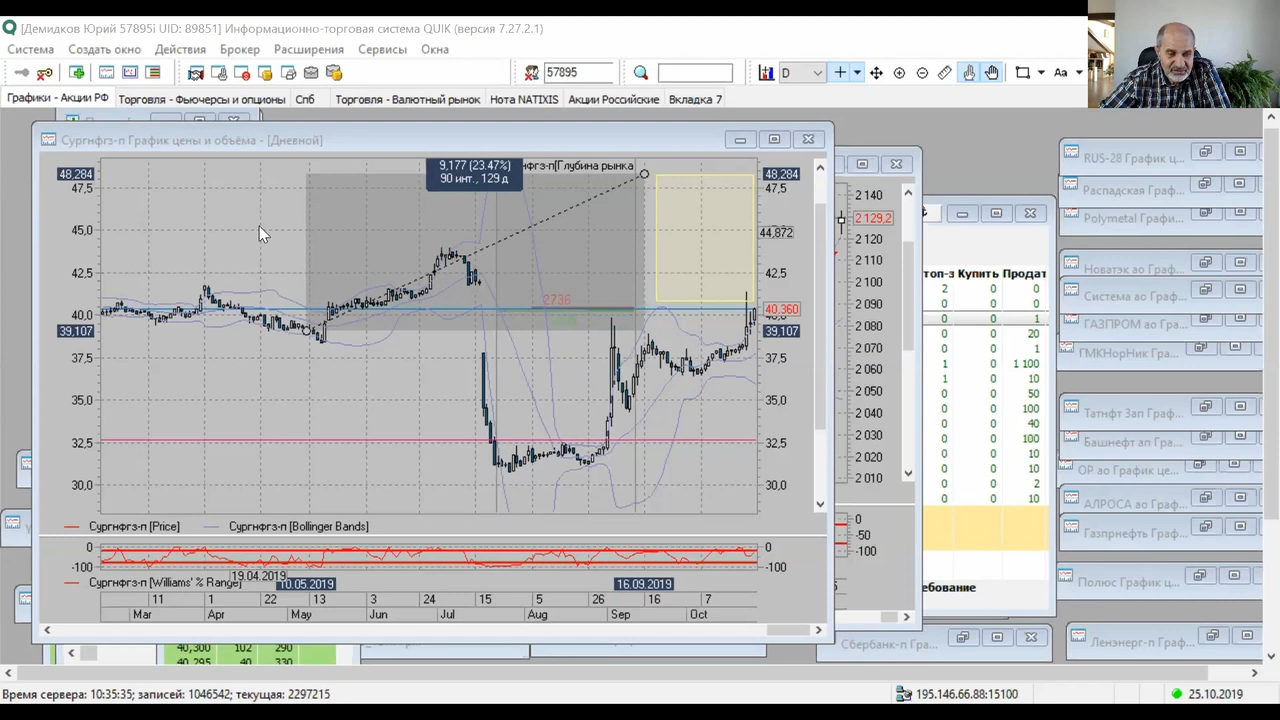 [Демидков Юрий 57895i UID: 89851] Информационно-торговая система QUIK (версия 7.27.2.1)
Система Создать окно Действия Брокер Расширения Сервисы Окна
57895 D Aa
Графики - Акции РФ Торговля - Фьючерсы и опционы Спб Торговля - Валютный рынок Нота NATIXIS Акции Российские Вкладка 7
Сургнфгз-п График цены и объёма - [Дневной]
9,177 (23.47%)
90 инт., 129 д
нфгз-п[Глубина рынка
48,284 48,284
47,5 47,5
45,0 44,872
42,5 42,5
2736
40,0 40,360
40,0
39,107 39,107
37,5 37,5
35,0 35,0
32,5 32,5
30,0 30,0
Сургнфгз-п [Price] Сургнфгз-п [Bollinger Bands]
0 0
-100 -100
Сургнфгз-п [Williams' % Range]
19.04.2019 10.05.2019 16.09.2019
11 1 22 13 3 24 15 5 26 16 7
Mar Apr May Jun Jul Aug Sep Oct
2 140
2 129,2
2 120
2 110
2 100
2 090
2 080
2 070
2 060
2 050
2 040
2 030
2 020
2 010
0
-50
-100
топ-з Купить Продат
2 0 0
0 0 0
0 0 1
0 0 20
0 0 1
1 0 1 100
1 0 10
0 0 50
0 0 100
0 0 40
0 0 100
0 0 10
0 0 10
0 0 2
0 0 10
ребование
RUS-28 График ц...
Распадская Граф...
Polymetal Графи...
Новатэк ао Граф...
Система ао Граф...
ГАЗПРОМ ао Граф...
ГМКНорНик Гра...
Татнфт 3ап Граф...
Башнефт ап Граф...
ОР ао График це...
АЛРОСА ао Граф...
Газпрнефть Граф...
Полюс График ц...
Сбербанк-п Гра...
Ленэнерг-п Граф...
40,300 102 290
40,295 40 330
Время сервера: 10:35:35; записей: 1046542; текущая: 2297215 195.146.66.88:15100 25.10.2019